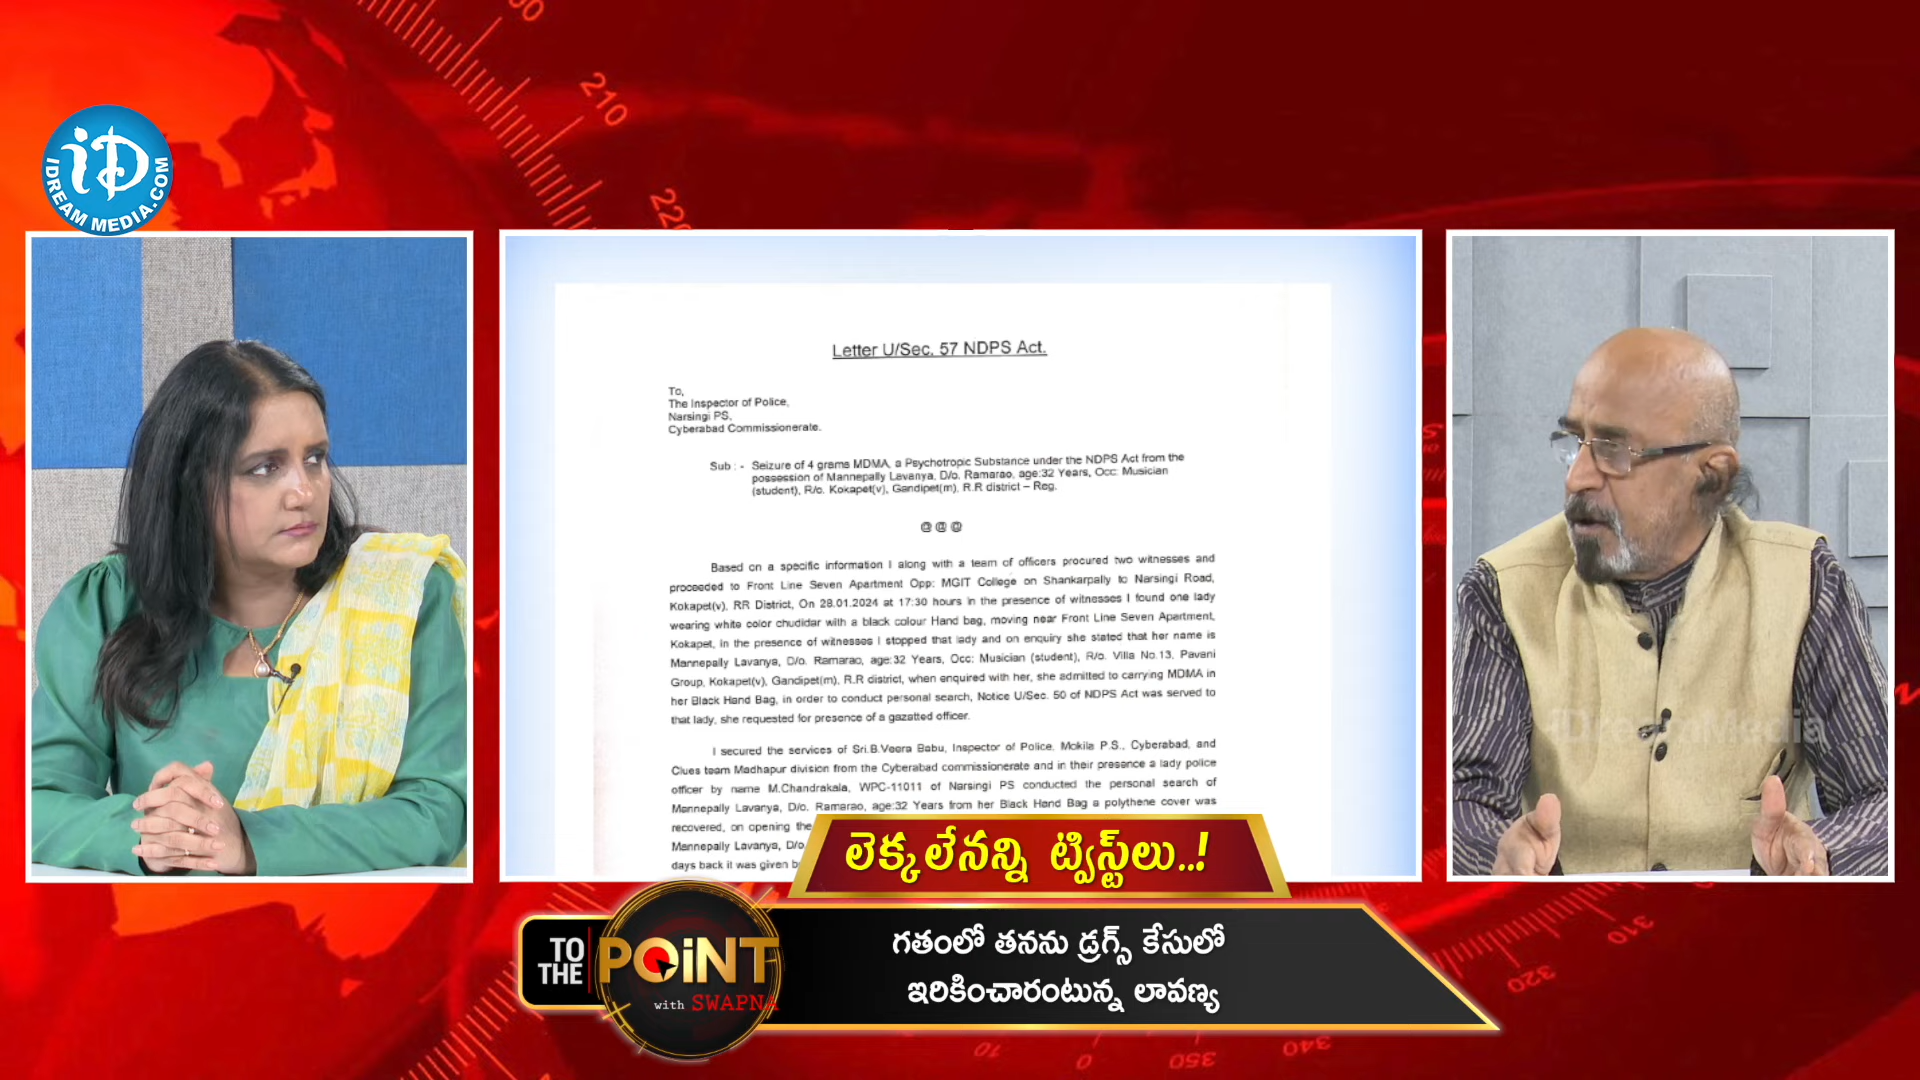 200
210
220
iD
IDREAM MEDIA.COM
Letter U/Sec. 57 NDPS Act.
To,
The Inspector of Police,
Narsingi PS,
Cyberabad Commissionerate.
Sub : - Seizure of 4 grams MDMA, a Psychotropic Substance under the NDPS Act from the
possession of Mannepally Lavanya, D/o. Ramarao, age:32 Years, Occ: Musician
(student), R/o. Kokapet(v), Gandipet(m), R.R district – Reg.
@@@
Based on a specific information I along with a team of officers procured two witnesses and
proceeded to Front Line Seven Apartment Opp: MGIT College on Shankarpally to Narsingi Road,
Kokapet(v), RR District, On 28.01.2024 at 17:30 hours in the presence of witnesses I found one lady
wearing white color chudidar with a black colour Hand bag, moving near Front Line Seven Apartment,
Kokapet, in the presence of witnesses I stopped that lady and on enquiry she stated that her name is
Mannepally Lavanya, D/o. Ramarao, age:32 Years, Occ: Musician (student), R/o. Villa No.13, Pavani
Group, Kokapet(v), Gandipet(m), R.R district, when enquired with her, she admitted to carrying MDMA in
her Black Hand Bag, in order to conduct personal search, Notice U/Sec. 50 of NDPS Act was served to
that lady, she requested for presence of a gazatted officer.
I secured the services of Sri.B.Veera Babu, Inspector of Police, Mokila P.S., Cyberabad, and
Clues team Madhapur division from the Cyberabad commissionerate and in their presence a lady police
officer by name M.Chandrakala, WPC-11011 of Narsingi PS conducted the personal search of
Mannepally Lavanya, D/o. Ramarao, age:32 Years from her Black Hand Bag a polythene cover was
recovered, on opening the
Mannepally Lavanya, D/o.
days back it was given b
iDreamMedia
లెక్కలేనన్ని ట్విస్ట్‌లు..!
TO THE POiNT
with SWAPNA
గతంలో తనను డ్రగ్స్ కేసులో
ఇరికించారంటున్న లావణ్య
310
320
340
350
0
10